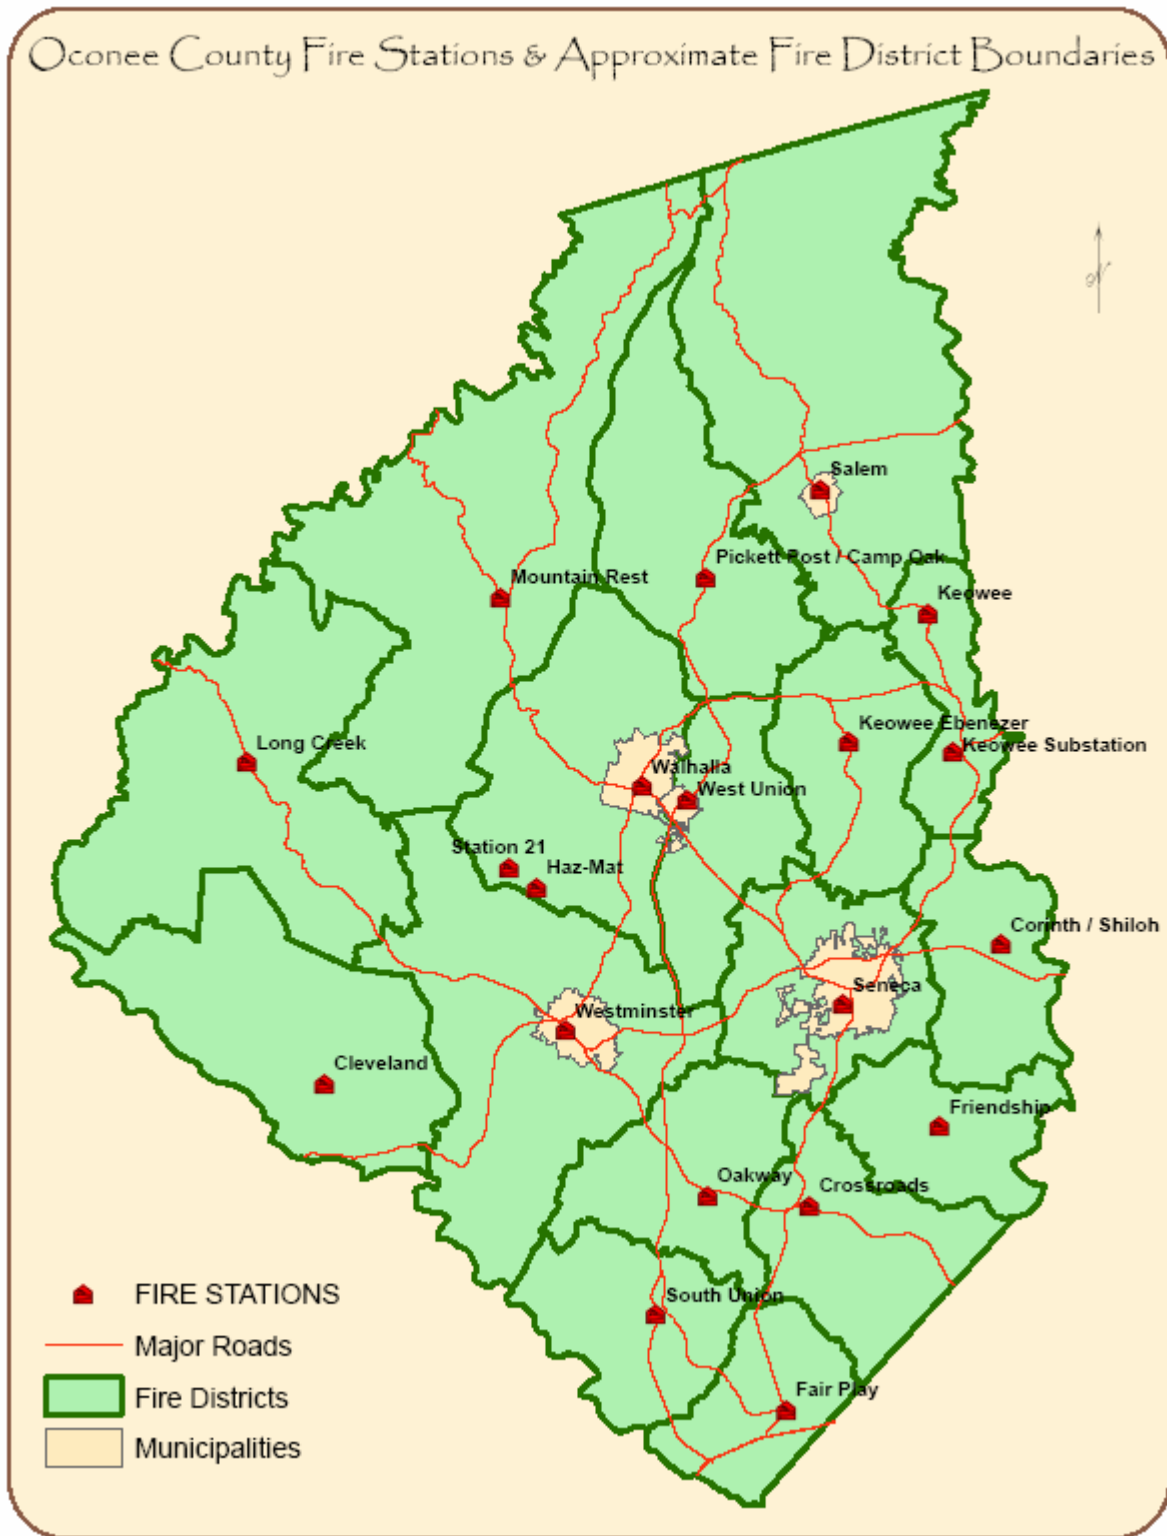 Oconee County Fire Stations & Approximate Fire District Boundaries
N
Salem
Pickett Post / Camp Oak
Mountain Rest
Keowee
Keowee Ebenezer
Long Creek
Keowee Substation
Walhalla
West Union
Station 21
Haz-Mat
Corinth / Shiloh
Seneca
Westminster
Cleveland
Friendship
Oakway
Crossroads
South Union
Fair Play
FIRE STATIONS
Major Roads
Fire Districts
Municipalities